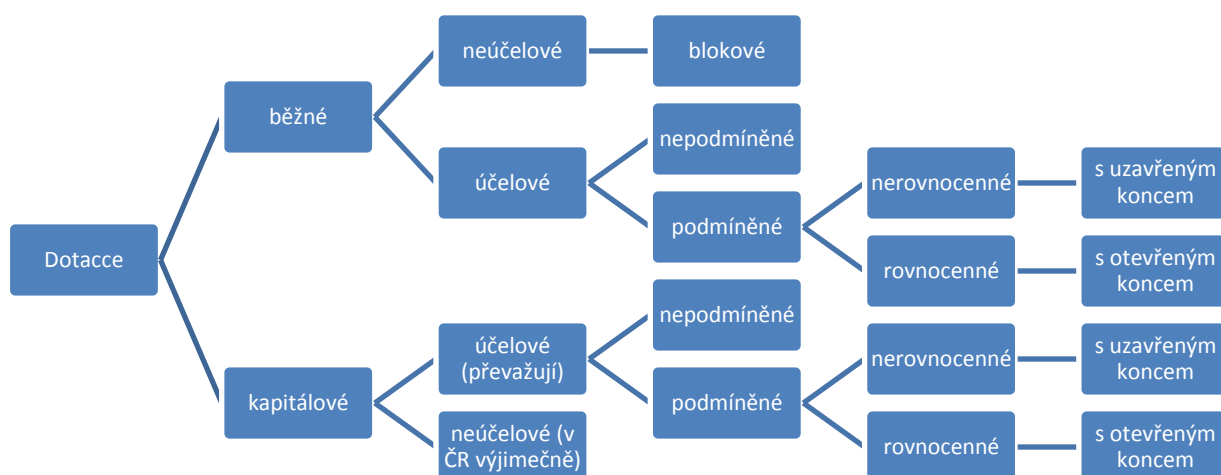 Dotacce
běžné
neúčelové
blokové
účelové
nepodmíněné
podmíněné
nerovnocenné
s uzavřeným
koncem
rovnocenné
s otevřeným
koncem
kapitálové
účelové
(převažují)
nepodmíněné
podmíněné
nerovnocenné
s uzavřeným
koncem
rovnocenné
s otevřeným
koncem
neúčelové (v
ČR výjimečně)